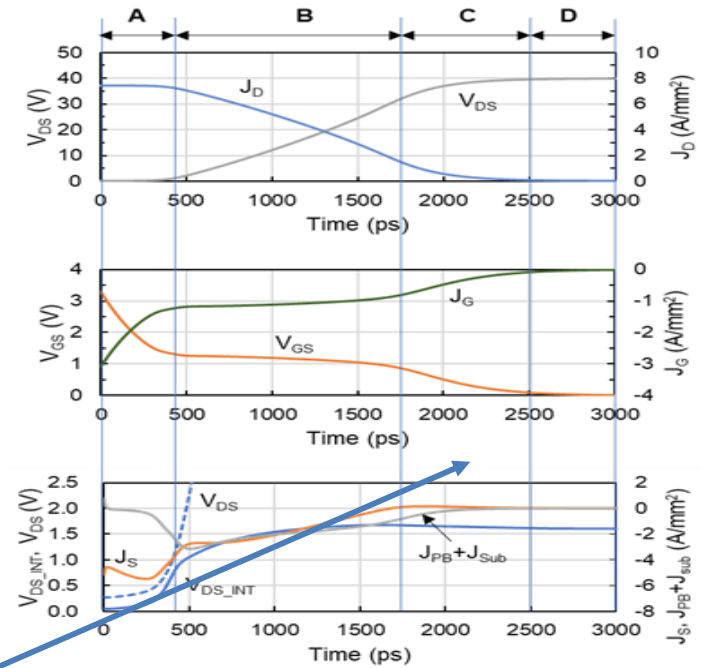 A B C D
50 10
40 8
30 6
20 4
10 2
0 0
V_DS (V)
J_D (A/mm²)
J_D
V_DS
0 500 1000 1500 2000 2500 3000
Time (ps)
4 0
3 -1
2 -2
1 -3
0 -4
V_GS (V)
J_G (A/mm²)
J_G
V_GS
0 500 1000 1500 2000 2500 3000
Time (ps)
2.5 2
2.0 0
1.5 -2
1.0 -4
0.5 -6
0.0 -8
V_DS_INT, V_DS (V)
J_S, J_PB+J_sub (A/mm²)
V_DS
J_S
J_PB+J_Sub
V_DS_INT
0 500 1000 1500 2000 2500 3000
Time (ps)